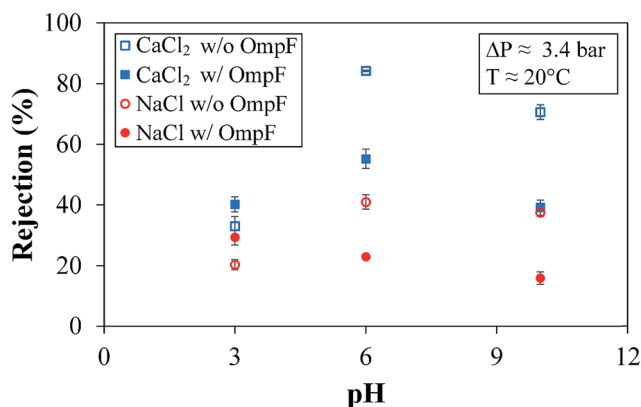 100
80
60
40
20
0
Rejection (%)
CaCl₂ w/o OmpF
CaCl₂ w/ OmpF
NaCl w/o OmpF
NaCl w/ OmpF
ΔP ≈ 3.4 bar
T ≈ 20°C
0 3 6 9 12
pH